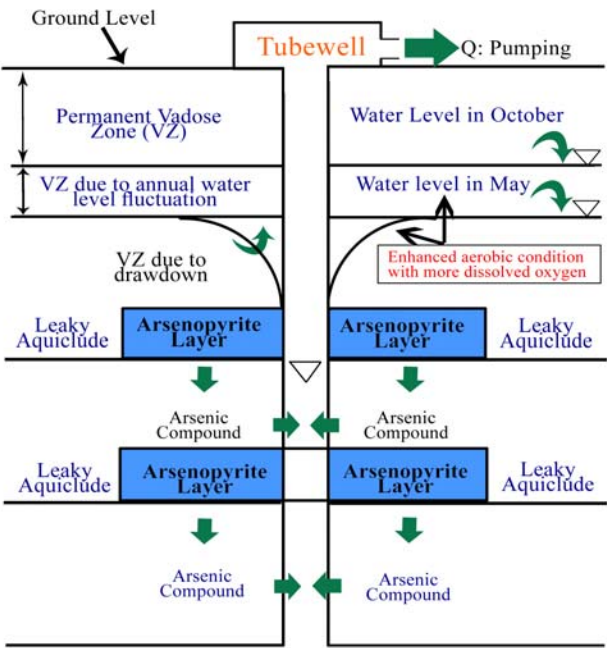 Ground Level
Tubewell
Q: Pumping
Permanent Vadose
Zone (VZ)
Water Level in October
VZ due to annual water
level fluctuation
Water level in May
VZ due to
drawdown
Enhanced aerobic condition
with more dissolved oxygen
Leaky
Aquiclude
Arsenopyrite
Layer
Arsenopyrite
Layer
Leaky
Aquiclude
Arsenic
Compound
Arsenic
Compound
Leaky
Aquiclude
Arsenopyrite
Layer
Arsenopyrite
Layer
Leaky
Aquiclude
Arsenic
Compound
Arsenic
Compound